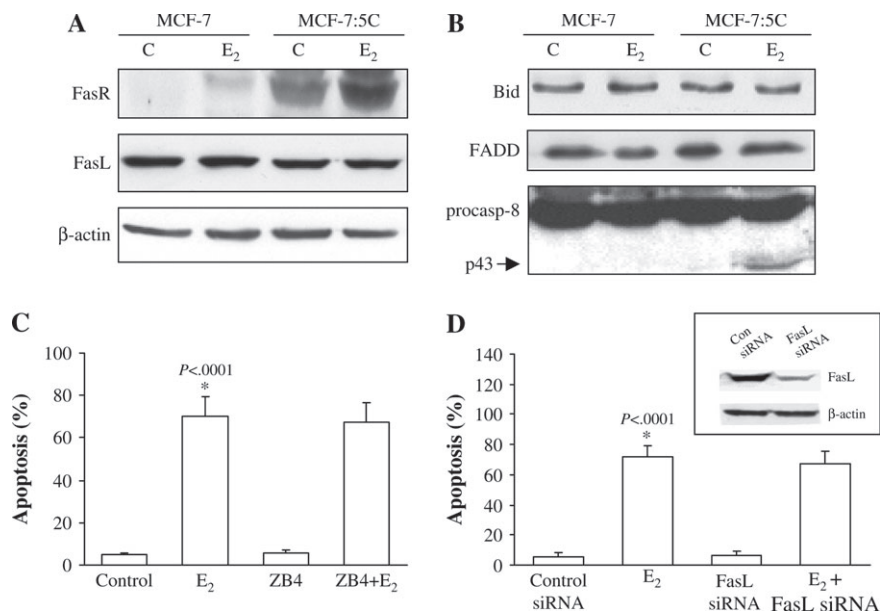 A
MCF-7 MCF-7:5C
C E₂ C E₂
FasR
FasL
β-actin
B
MCF-7 MCF-7:5C
C E₂ C E₂
Bid
FADD
procasp-8
p43
C
Apoptosis (%)
100
80
60
40
20
0
P<.0001
*
Control E₂ ZB4 ZB4+E₂
D
Apoptosis (%)
140
120
100
80
60
40
20
0
P<.0001
*
Con siRNA
FasL siRNA
FasL
β-actin
Control E₂ FasL E₂ +
siRNA siRNA FasL siRNA